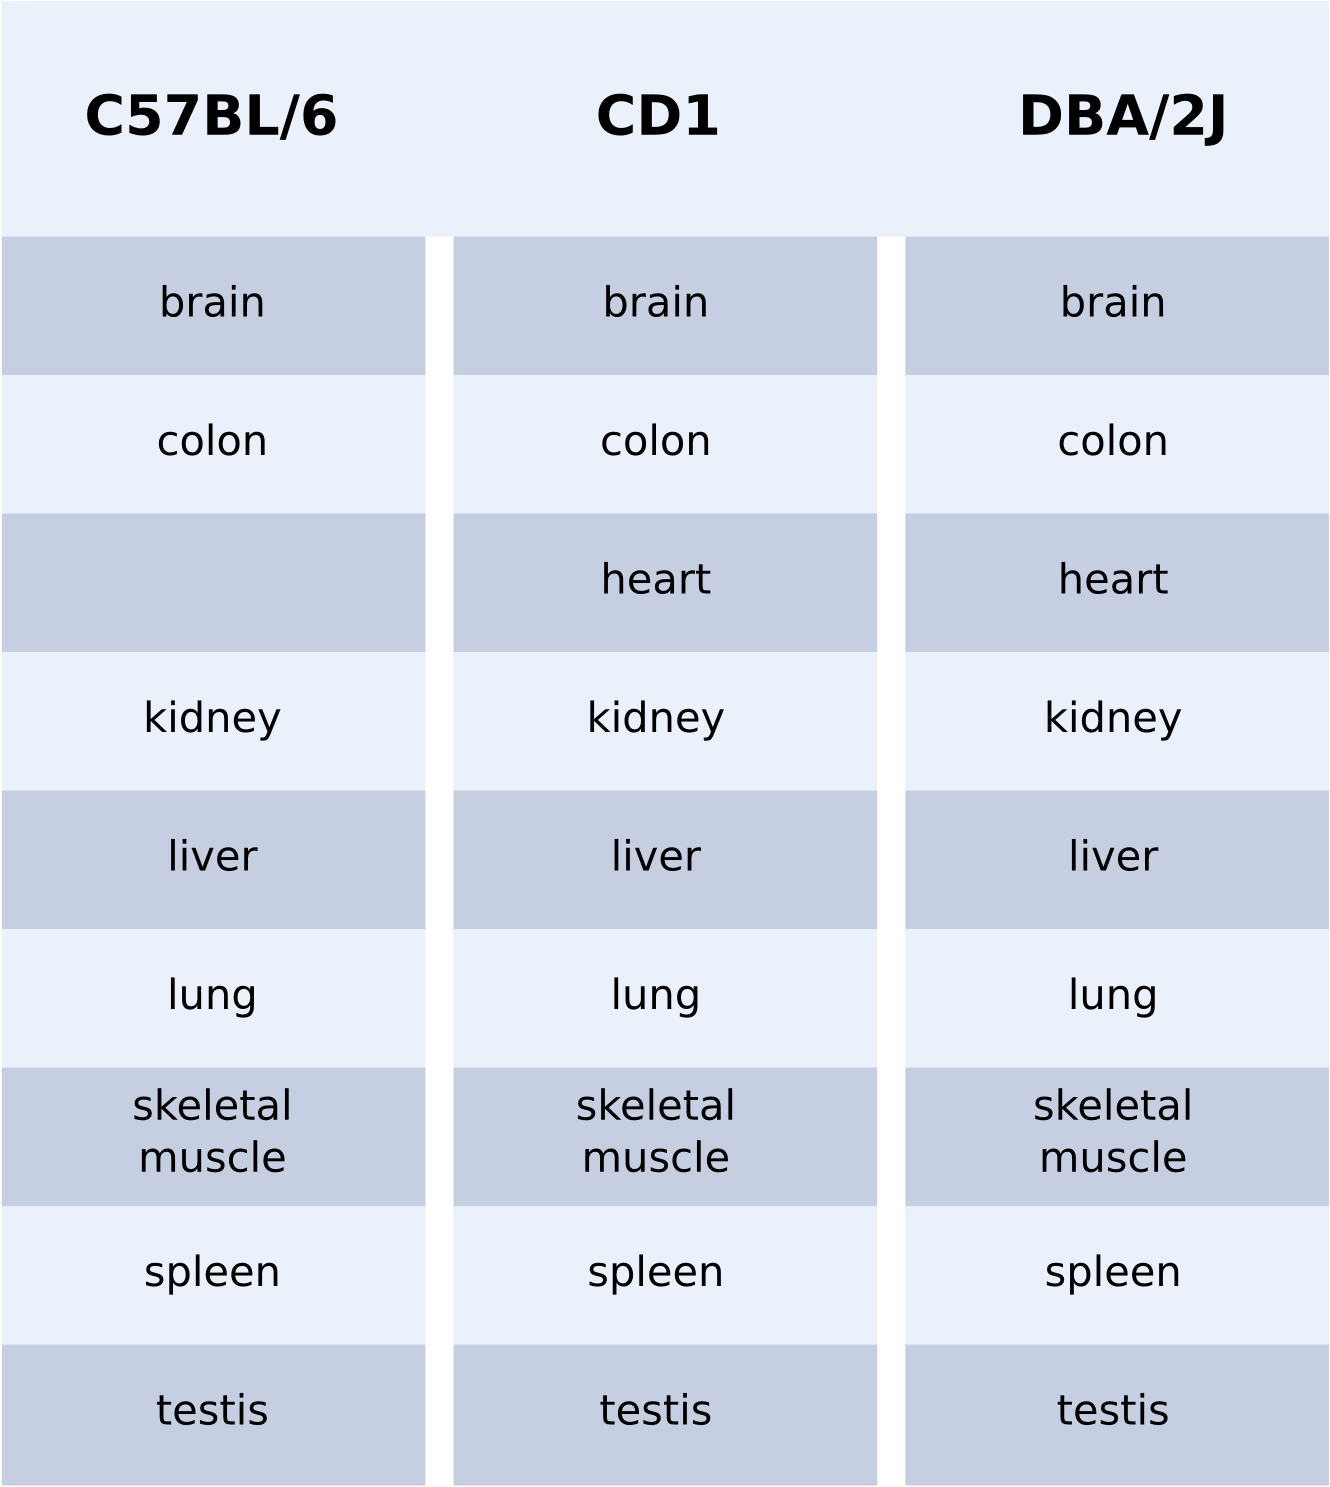 C57BL/6 CD1 DBA/2J
brain brain brain
colon colon colon
heart heart
kidney kidney kidney
liver liver liver
lung lung lung
skeletal skeletal skeletal
muscle muscle muscle
spleen spleen spleen
testis testis testis